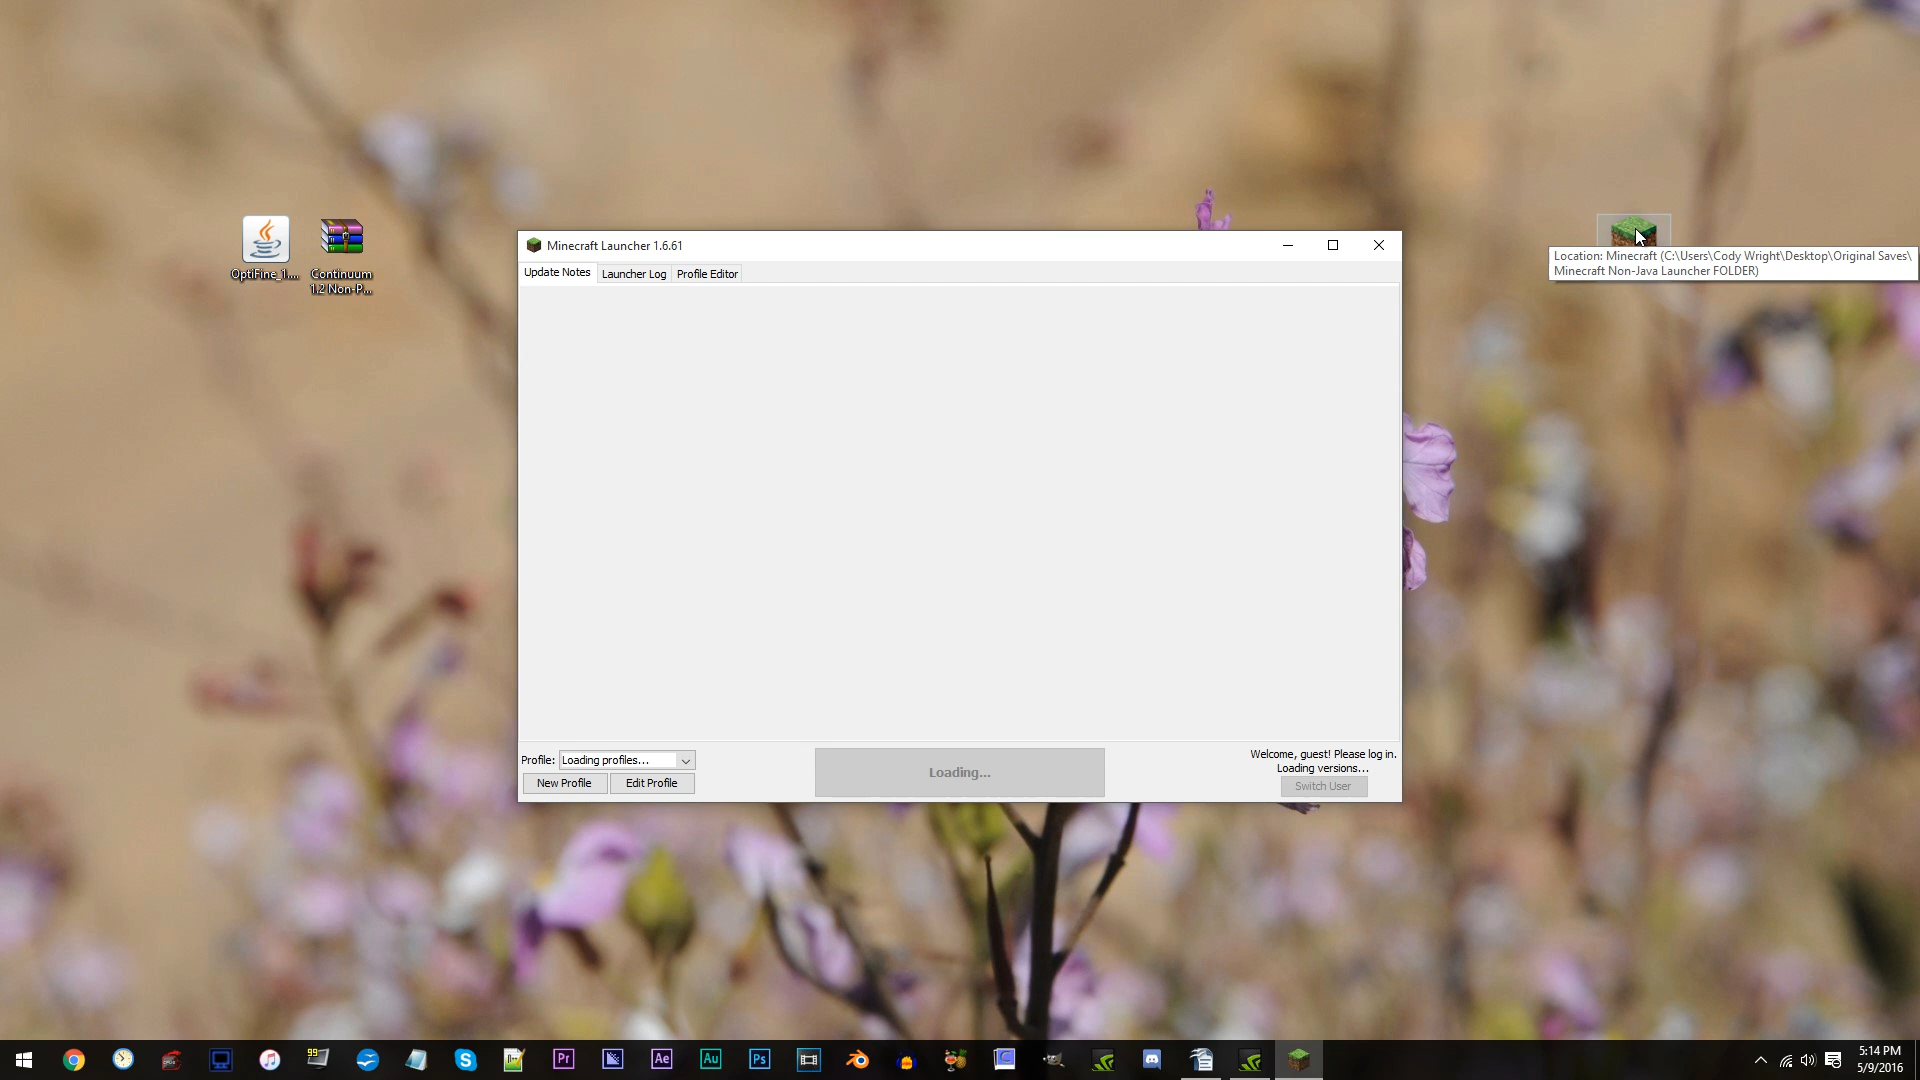 Minecraft Launcher 1.6.61
Update Notes
Launcher Log
Profile Editor
OptiFine_1....
Continuum
1.2 Non-P...
Location: Minecraft (C:\Users\Cody Wright\Desktop\Original Saves\
Minecraft Non-Java Launcher FOLDER)
Profile:
Loading profiles...
New Profile
Edit Profile
Loading...
Welcome, guest! Please log in.
Loading versions...
Switch User
99
Pr
Ae
Au
Ps
5:14 PM
5/9/2016